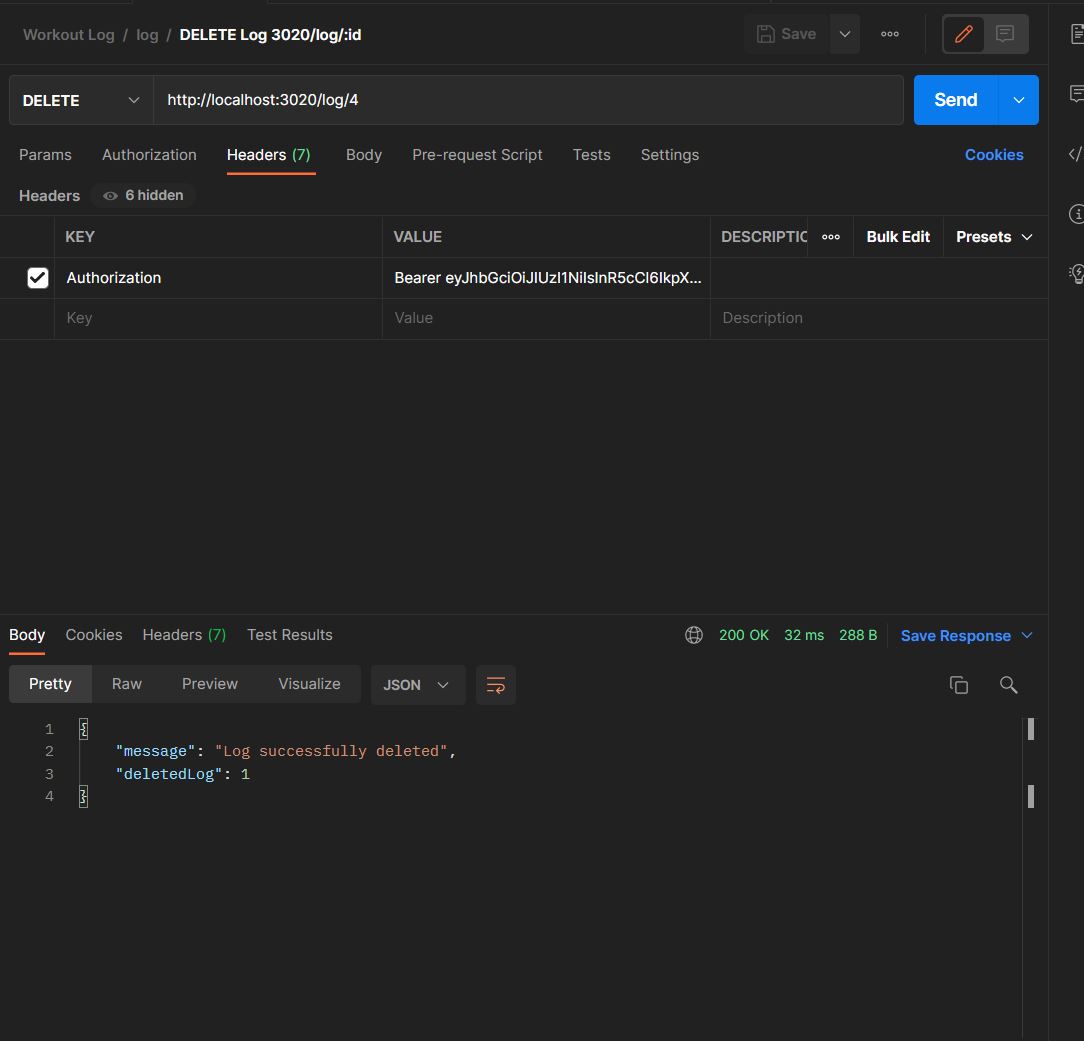 Workout Log / log / DELETE Log 3020/log/:id
Save
DELETE
http://localhost:3020/log/4
Send
Params Authorization Headers (7) Body Pre-request Script Tests Settings Cookies
Headers 6 hidden
KEY VALUE DESCRIPTIC Bulk Edit Presets
Authorization Bearer eyJhbGciOiJIUzI1NiIsInR5cCI6IkpX...
Key Value Description
Body Cookies Headers (7) Test Results 200 OK 32 ms 288 B Save Response
Pretty Raw Preview Visualize JSON
1 {
2 "message": "Log successfully deleted",
3 "deletedLog": 1
4 }